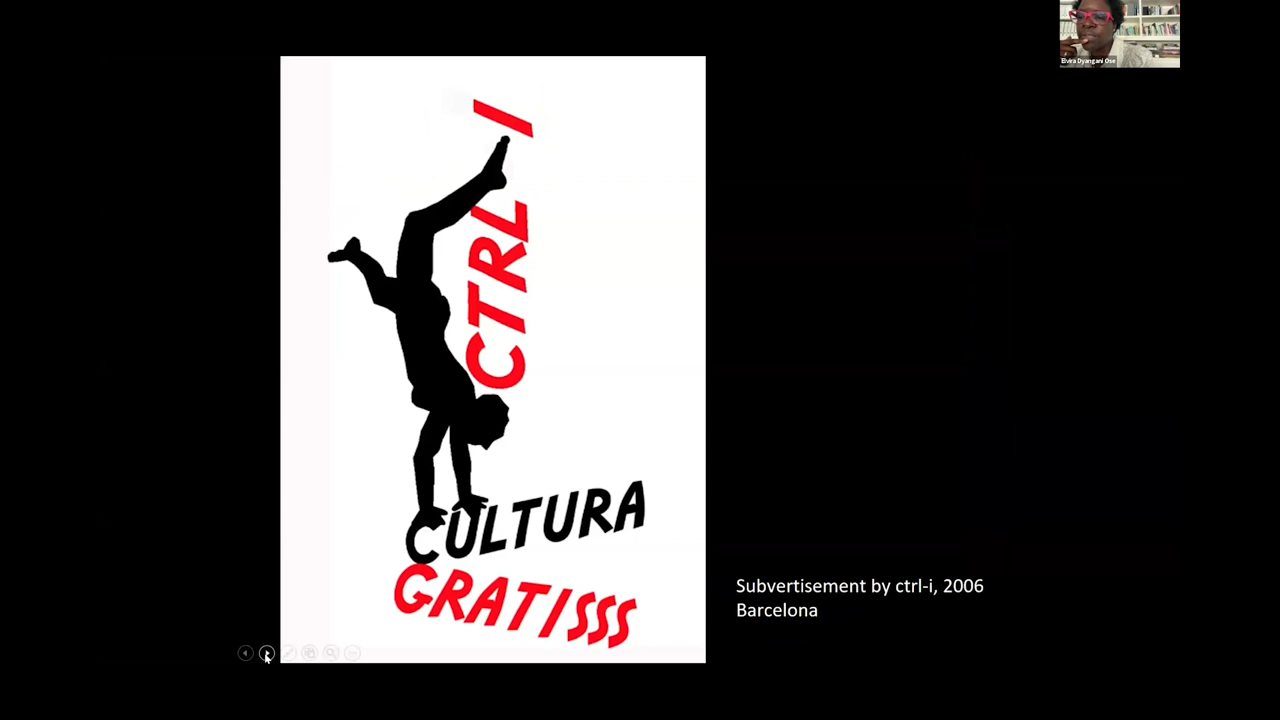 Elvira Dyangani Ose
CTRL-I
CULTURA
GRATISSS
Subvertisement by ctrl-i, 2006
Barcelona